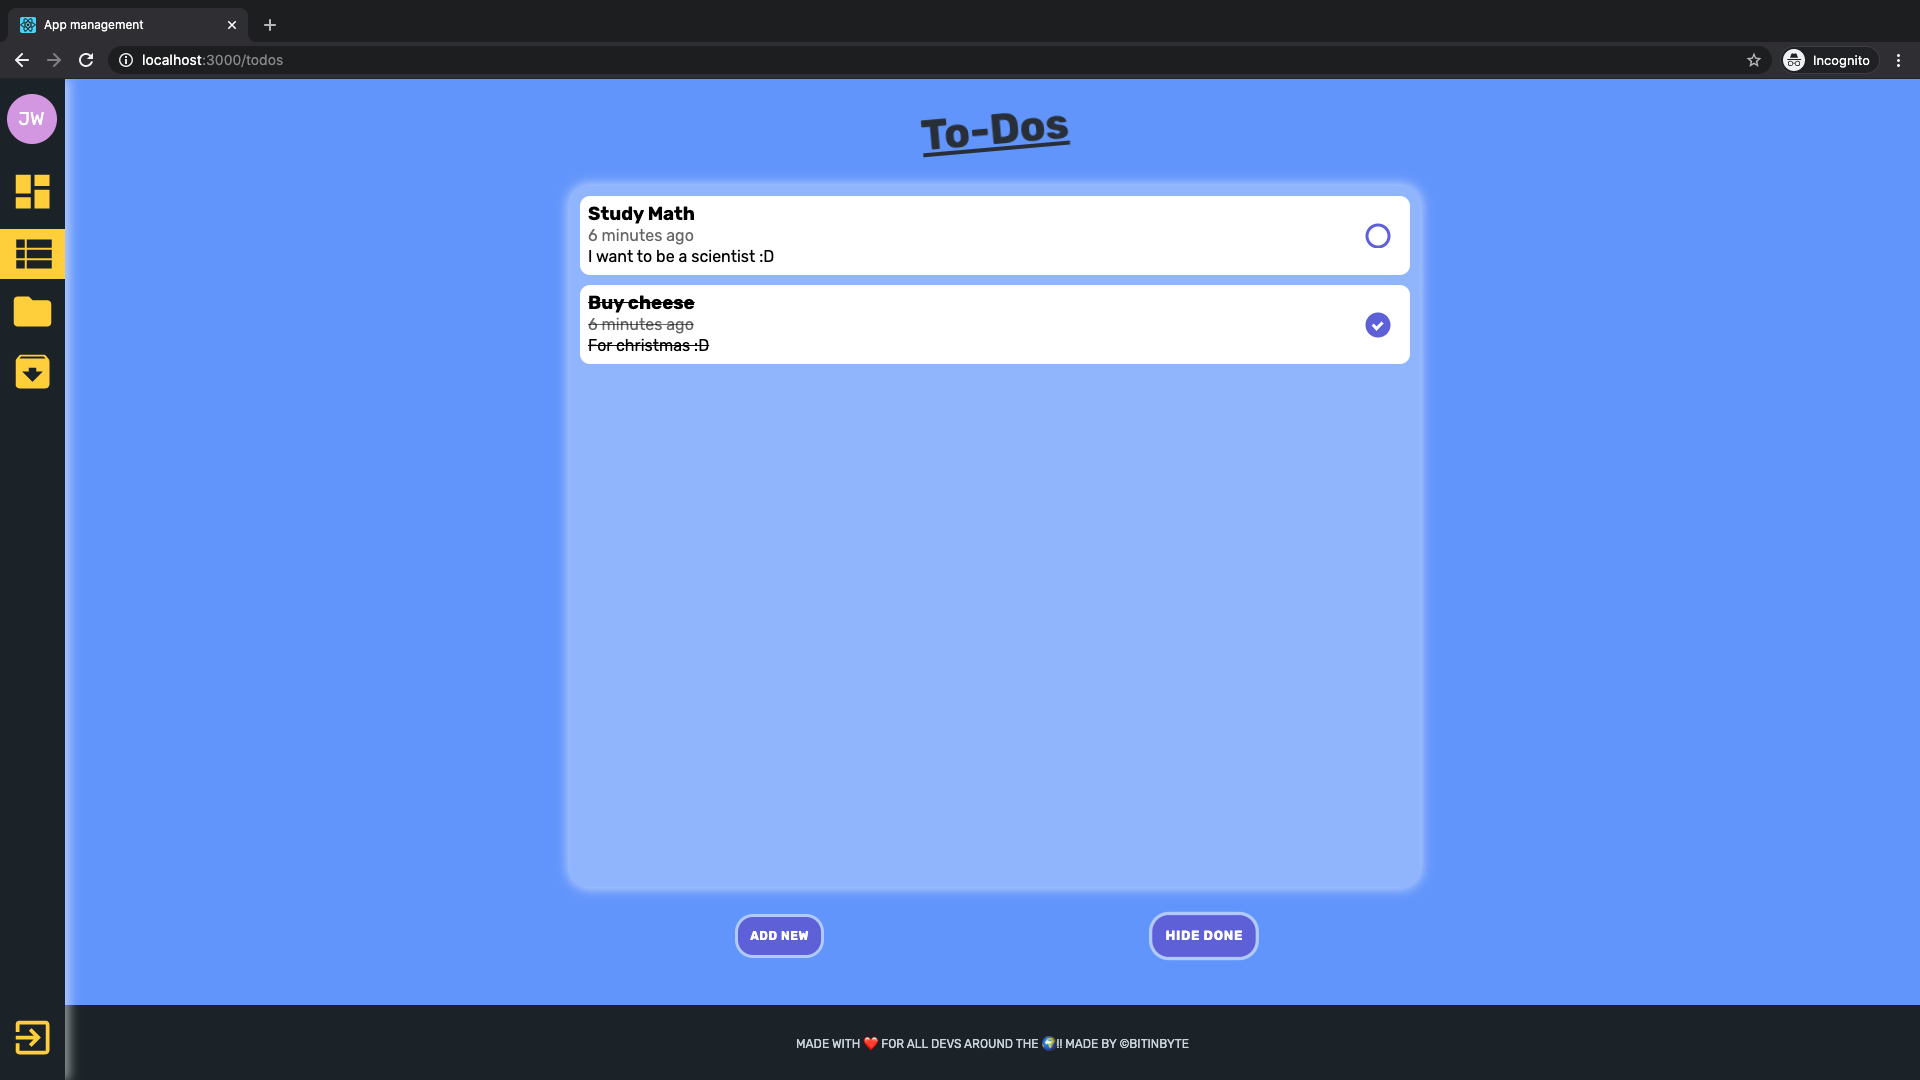 App management
localhost:3000/todos
Incognito
JW
To-Dos
Study Math
6 minutes ago
I want to be a scientist :D
Buy cheese
6 minutes ago
For christmas :D
ADD NEW
HIDE DONE
MADE WITH ❤️ FOR ALL DEVS AROUND THE 🌍!! MADE BY ©BITINBYTE